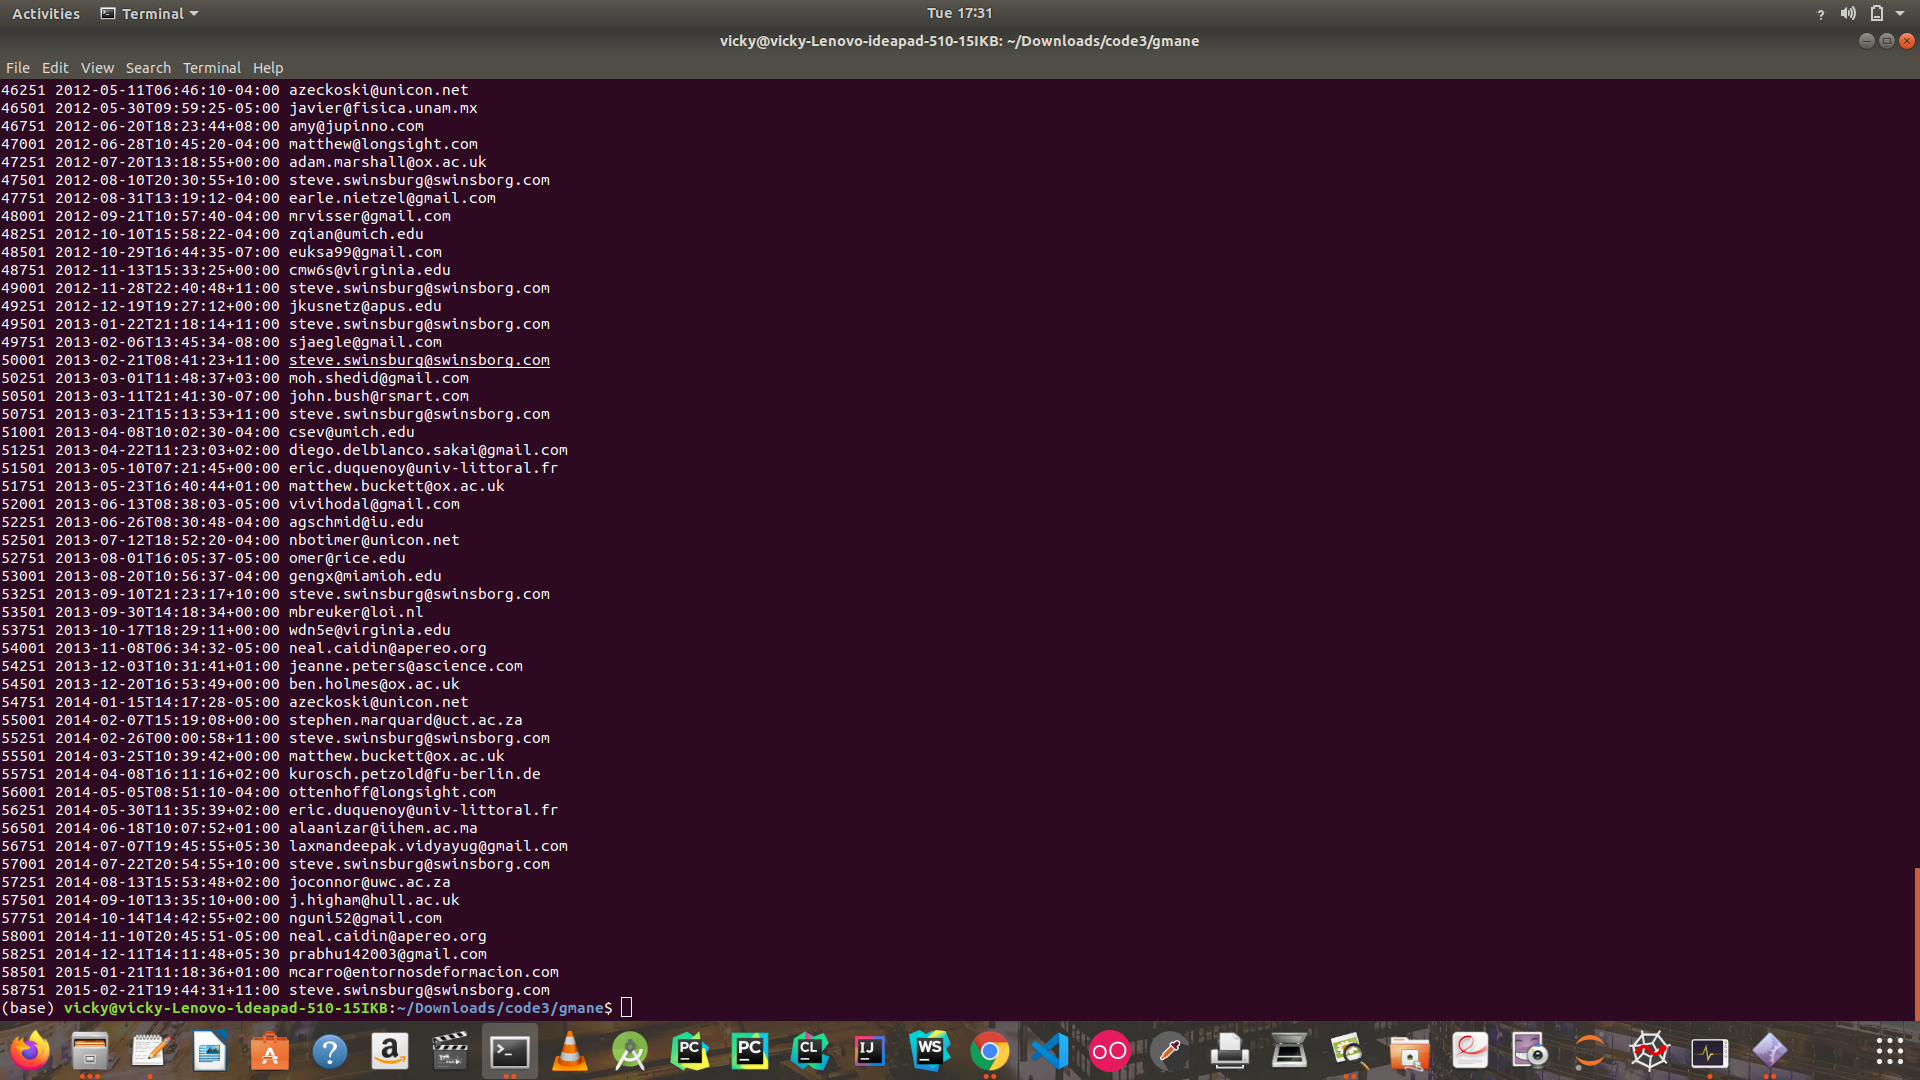 Activities Terminal Tue 17:31
vicky@vicky-Lenovo-ideapad-510-15IKB: ~/Downloads/code3/gmane
File Edit View Search Terminal Help
46251 2012-05-11T06:46:10-04:00 azeckoski@unicon.net
46501 2012-05-30T09:59:25-05:00 javier@fisica.unam.mx
46751 2012-06-20T18:23:44+08:00 amy@jupinno.com
47001 2012-06-28T10:45:20-04:00 matthew@longsight.com
47251 2012-07-20T13:18:55+00:00 adam.marshall@ox.ac.uk
47501 2012-08-10T20:30:55+10:00 steve.swinsburg@swinsborg.com
47751 2012-08-31T13:19:12-04:00 earle.nietzel@gmail.com
48001 2012-09-21T10:57:40-04:00 mrvisser@gmail.com
48251 2012-10-10T15:58:22-04:00 zqian@umich.edu
48501 2012-10-29T16:44:35-07:00 euksa99@gmail.com
48751 2012-11-13T15:33:25+00:00 cmw6s@virginia.edu
49001 2012-11-28T22:40:48+11:00 steve.swinsburg@swinsborg.com
49251 2012-12-19T19:27:12+00:00 jkusnetz@apus.edu
49501 2013-01-22T21:18:14+11:00 steve.swinsburg@swinsborg.com
49751 2013-02-06T13:45:34-08:00 sjaegle@gmail.com
50001 2013-02-21T08:41:23+11:00 steve.swinsburg@swinsborg.com
50251 2013-03-01T11:48:37+03:00 moh.shedid@gmail.com
50501 2013-03-11T21:41:30-07:00 john.bush@rsmart.com
50751 2013-03-21T15:13:53+11:00 steve.swinsburg@swinsborg.com
51001 2013-04-08T10:02:30-04:00 csev@umich.edu
51251 2013-04-22T11:23:03+02:00 diego.delblanco.sakai@gmail.com
51501 2013-05-10T07:21:45+00:00 eric.duquenoy@univ-littoral.fr
51751 2013-05-23T16:40:44+01:00 matthew.buckett@ox.ac.uk
52001 2013-06-13T08:38:03-05:00 vivihodal@gmail.com
52251 2013-06-26T08:30:48-04:00 agschmid@iu.edu
52501 2013-07-12T18:52:20-04:00 nbotimer@unicon.net
52751 2013-08-01T16:05:37-05:00 omer@rice.edu
53001 2013-08-20T10:56:37-04:00 gengx@miamioh.edu
53251 2013-09-10T21:23:17+10:00 steve.swinsburg@swinsborg.com
53501 2013-09-30T14:18:34+00:00 mbreuker@loi.nl
53751 2013-10-17T18:29:11+00:00 wdn5e@virginia.edu
54001 2013-11-08T06:34:32-05:00 neal.caidin@apereo.org
54251 2013-12-03T10:31:41+01:00 jeanne.peters@ascience.com
54501 2013-12-20T16:53:49+00:00 ben.holmes@ox.ac.uk
54751 2014-01-15T14:17:28-05:00 azeckoski@unicon.net
55001 2014-02-07T15:19:08+00:00 stephen.marquard@uct.ac.za
55251 2014-02-26T00:00:58+11:00 steve.swinsburg@swinsborg.com
55501 2014-03-25T10:39:42+00:00 matthew.buckett@ox.ac.uk
55751 2014-04-08T16:11:16+02:00 kurosch.petzold@fu-berlin.de
56001 2014-05-05T08:51:10-04:00 ottenhoff@longsight.com
56251 2014-05-30T11:35:39+02:00 eric.duquenoy@univ-littoral.fr
56501 2014-06-18T10:07:52+01:00 alaanizar@iihem.ac.ma
56751 2014-07-07T19:45:55+05:30 laxmandeepak.vidyayug@gmail.com
57001 2014-07-22T20:54:55+10:00 steve.swinsburg@swinsborg.com
57251 2014-08-13T15:53:48+02:00 joconnor@uwc.ac.za
57501 2014-09-10T13:35:10+00:00 j.higham@hull.ac.uk
57751 2014-10-14T14:42:55+02:00 nguni52@gmail.com
58001 2014-11-10T20:45:51-05:00 neal.caidin@apereo.org
58251 2014-12-11T14:11:48+05:30 prabhu142003@gmail.com
58501 2015-01-21T11:18:36+01:00 mcarro@entornosdeformacion.com
58751 2015-02-21T19:44:31+11:00 steve.swinsburg@swinsborg.com
(base) vicky@vicky-Lenovo-ideapad-510-15IKB:~/Downloads/code3/gmane$
A ? a >_ PC PC CL IJ WS